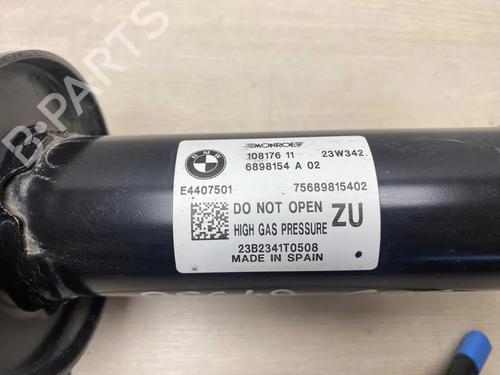 BMW
MONROE
108176 11 23W342
6898154 A 02
E4407501 75689815402
DO NOT OPEN ZU
HIGH GAS PRESSURE
23B2341T0508
MADE IN SPAIN
B-PARTS